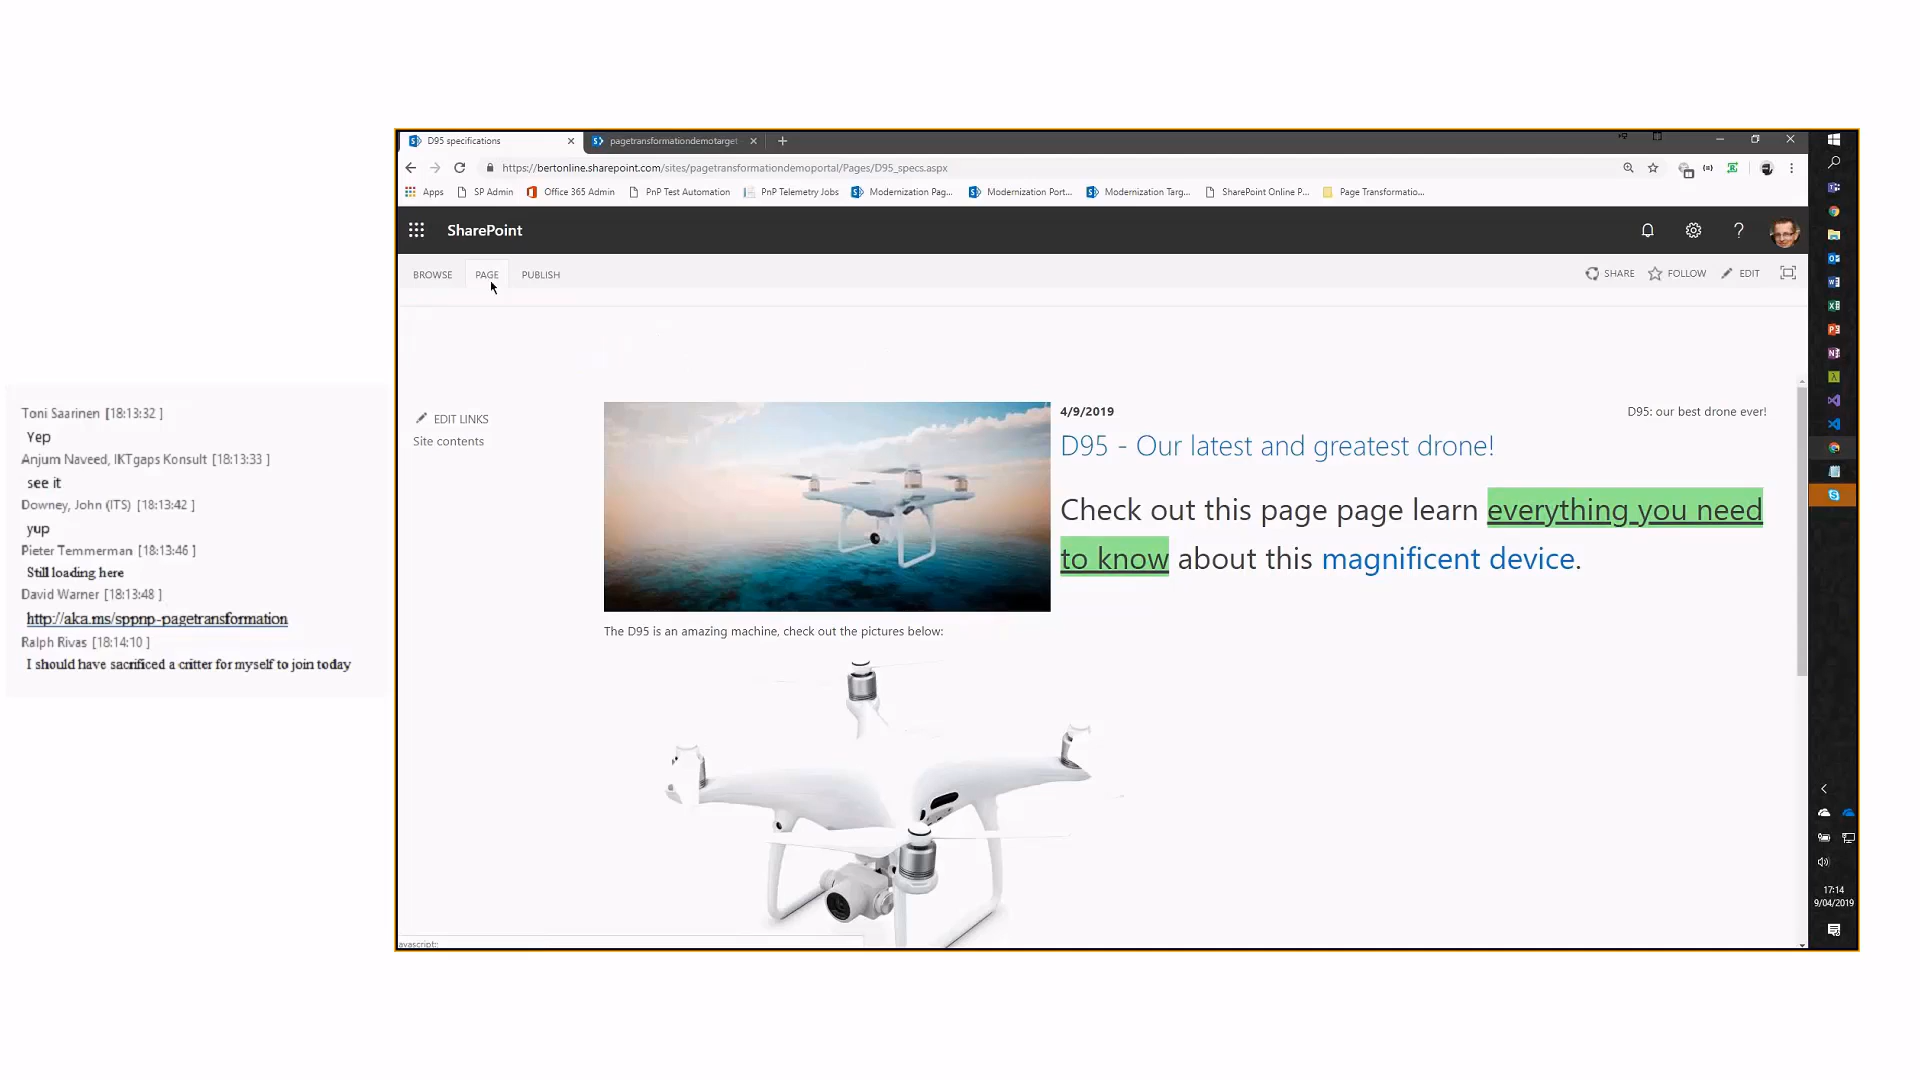 Toni Saarinen [18:13:32 ]
Yep
Anjum Naveed, IKTgaps Konsult [18:13:33 ]
see it
Downey, John (ITS) [18:13:42 ]
yup
Pieter Temmerman [18:13:46 ]
Still loading here
David Warner [18:13:48 ]
http://aka.ms/sppnp-pagetransformation
Ralph Rivas [18:14:10 ]
I should have sacrificed a critter for myself to join today
D95 specifications
pagetransformationdemotarget
https://bertonline.sharepoint.com/sites/pagetransformationdemoportal/Pages/D95_specs.aspx
Apps SP Admin Office 365 Admin PnP Test Automation PnP Telemetry Jobs Modernization Pag... Modernization Port... Modernization Targ... SharePoint Online P... Page Transformatio...
SharePoint
BROWSE PAGE PUBLISH SHARE FOLLOW EDIT
EDIT LINKS
Site contents
4/9/2019
D95: our best drone ever!
D95 - Our latest and greatest drone!
Check out this page page learn everything you need
to know about this magnificent device.
The D95 is an amazing machine, check out the pictures below:
avascript:
17:14
9/04/2019